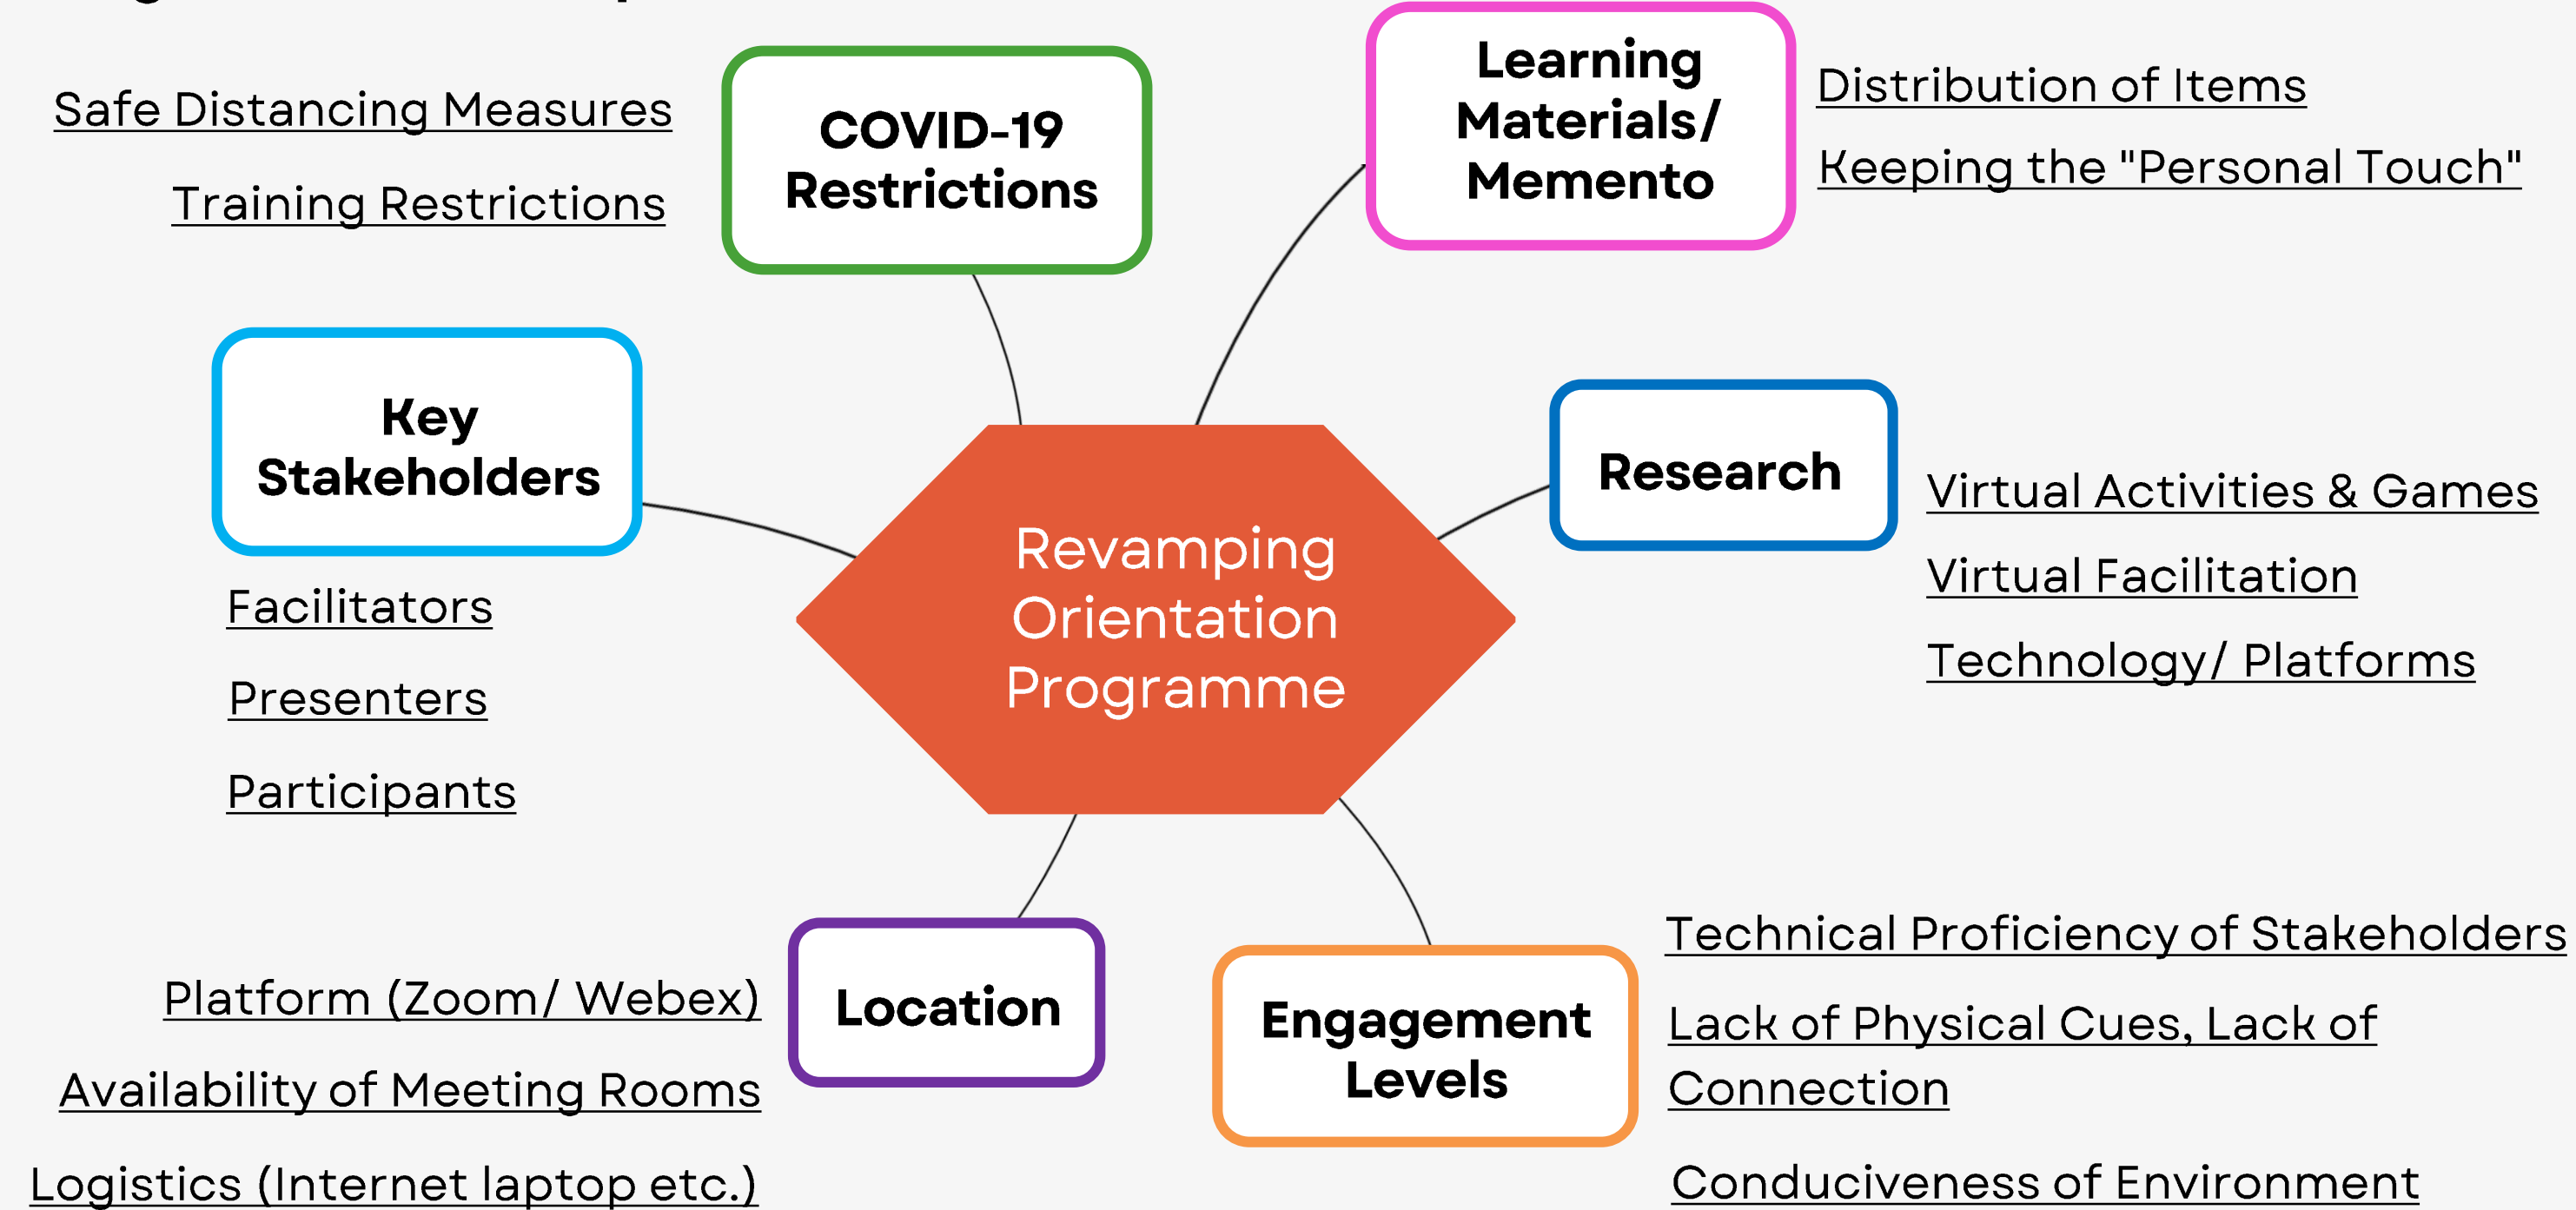 Safe Distancing Measures
Training Restrictions
COVID-19
Restrictions
Learning
Materials/
Memento
Distribution of Items
Keeping the "Personal Touch"
Key
Stakeholders
Facilitators
Presenters
Participants
Revamping
Orientation
Programme
Research
Virtual Activities & Games
Virtual Facilitation
Technology/ Platforms
Platform (Zoom/ Webex)
Availability of Meeting Rooms
Logistics (Internet laptop etc.)
Location
Engagement
Levels
Technical Proficiency of Stakeholders
Lack of Physical Cues, Lack of
Connection
Conduciveness of Environment